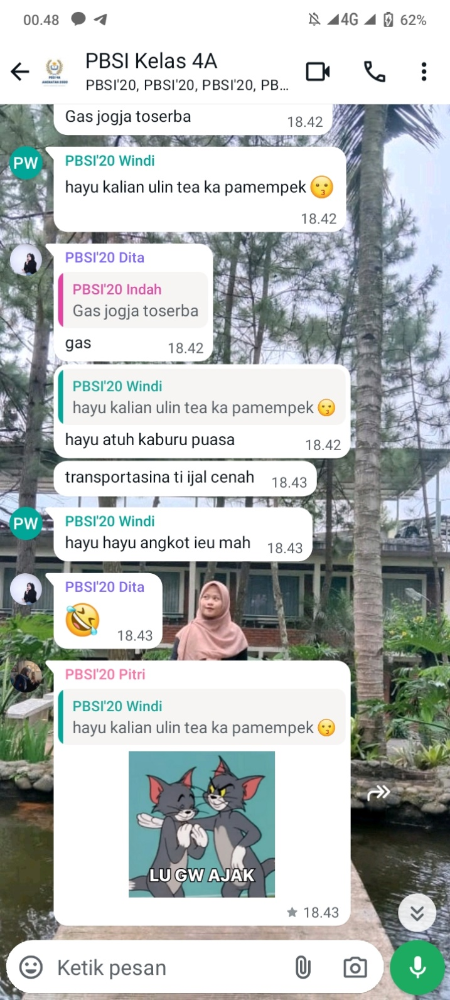 00.48
4G
62%
PBSI Kelas 4A
PBSI'20, PBSI'20, PBSI'20, PB...
PBSI 4A
ANGKATAN 2020
Gas jogja toserba
18.42
PW
PBSI'20 Windi
hayu kalian ulin tea ka pamempek 😗
18.42
PBSI'20 Dita
PBSI'20 Indah
Gas jogja toserba
gas
18.42
PBSI'20 Windi
hayu kalian ulin tea ka pamempek 😗
hayu atuh kaburu puasa
18.42
transportasina ti ijal cenah
18.43
PW
PBSI'20 Windi
hayu hayu angkot ieu mah
18.43
PBSI'20 Dita
🤣
18.43
PBSI'20 Pitri
PBSI'20 Windi
hayu kalian ulin tea ka pamempek 😗
LU GW AJAK
18.43
Ketik pesan